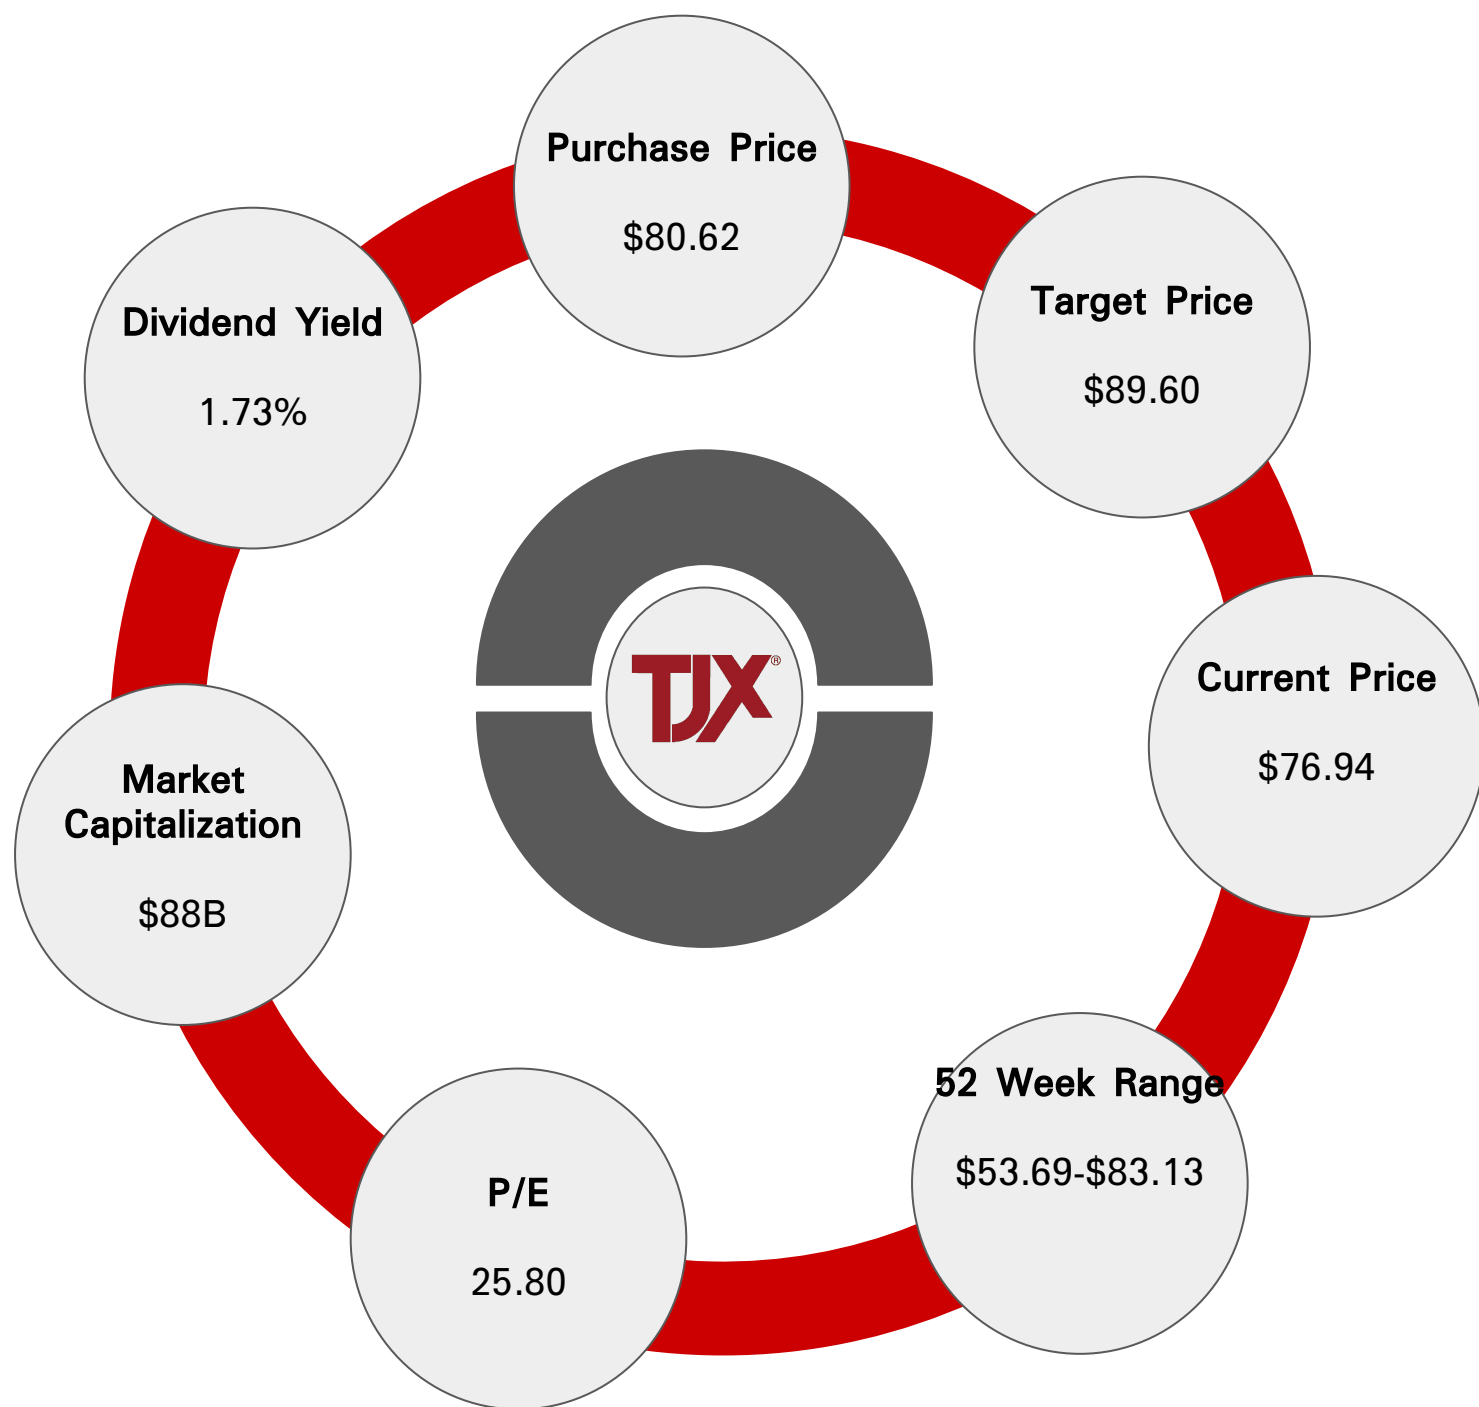 Purchase Price
$80.62
Target Price
$89.60
Dividend Yield
1.73%
TJX®
Current Price
$76.94
Market
Capitalization
$88B
52 Week Range
$53.69-$83.13
P/E
25.80